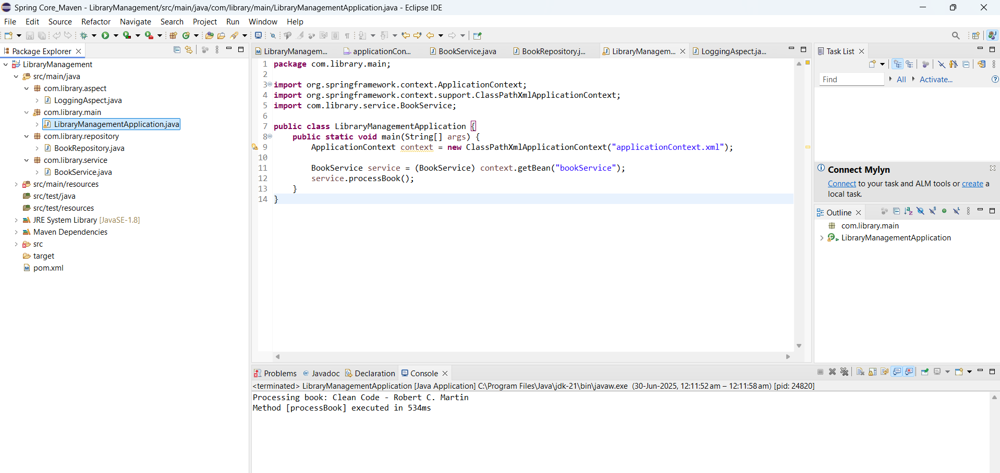 Spring Core_Maven - LibraryManagement/src/main/java/com/library/main/LibraryManagementApplication.java - Eclipse IDE
File Edit Source Refactor Navigate Search Project Run Window Help
Package Explorer
LibraryManagement
src/main/java
com.library.aspect
LoggingAspect.java
com.library.main
LibraryManagementApplication.java
com.library.repository
BookRepository.java
com.library.service
BookService.java
src/main/resources
src/test/java
src/test/resources
JRE System Library [JavaSE-1.8]
Maven Dependencies
src
target
pom.xml
LibraryManagem... applicationCon... BookService.java BookRepository.j... LibraryManagem... LoggingAspect.ja...
1 package com.library.main;
2
3 import org.springframework.context.ApplicationContext;
4 import org.springframework.context.support.ClassPathXmlApplicationContext;
5 import com.library.service.BookService;
6
7 public class LibraryManagementApplication {
8 public static void main(String[] args) {
9 ApplicationContext context = new ClassPathXmlApplicationContext("applicationContext.xml");
10
11 BookService service = (BookService) context.getBean("bookService");
12 service.processBook();
13 }
14 }
Task List
Find All Activate...
Connect Mylyn
Connect to your task and ALM tools or create a
local task.
Outline
com.library.main
LibraryManagementApplication
Problems @ Javadoc Declaration Console
<terminated> LibraryManagementApplication [Java Application] C:\Program Files\Java\jdk-21\bin\javaw.exe (30-Jun-2025, 12:11:52 am – 12:11:58 am) [pid: 24820]
Processing book: Clean Code - Robert C. Martin
Method [processBook] executed in 534ms